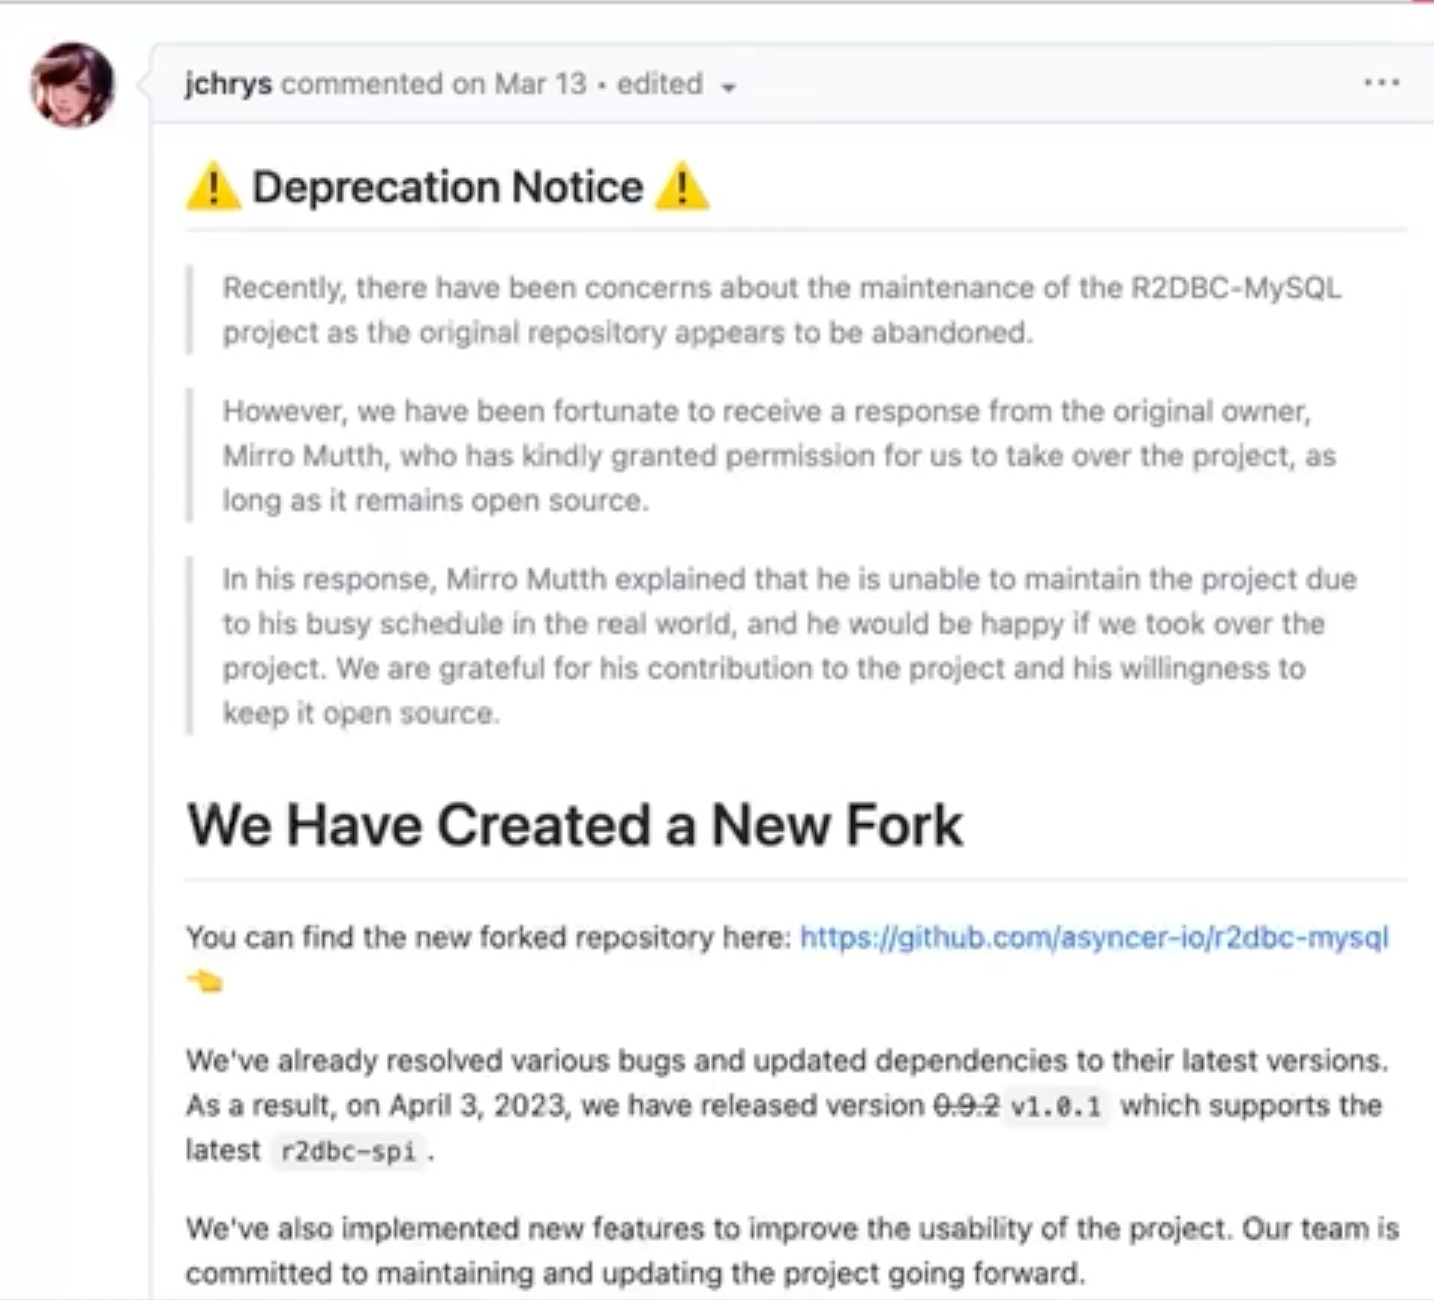 jchrys commented on Mar 13 • edited
⚠️ Deprecation Notice ⚠️
Recently, there have been concerns about the maintenance of the R2DBC-MySQL
project as the original repository appears to be abandoned.
However, we have been fortunate to receive a response from the original owner,
Mirro Mutth, who has kindly granted permission for us to take over the project, as
long as it remains open source.
In his response, Mirro Mutth explained that he is unable to maintain the project due
to his busy schedule in the real world, and he would be happy if we took over the
project. We are grateful for his contribution to the project and his willingness to
keep it open source.
We Have Created a New Fork
You can find the new forked repository here: https://github.com/asyncer-io/r2dbc-mysql
👈
We've already resolved various bugs and updated dependencies to their latest versions.
As a result, on April 3, 2023, we have released version 0.9.2 v1.0.1 which supports the
latest r2dbc-spi.
We've also implemented new features to improve the usability of the project. Our team is
committed to maintaining and updating the project going forward.